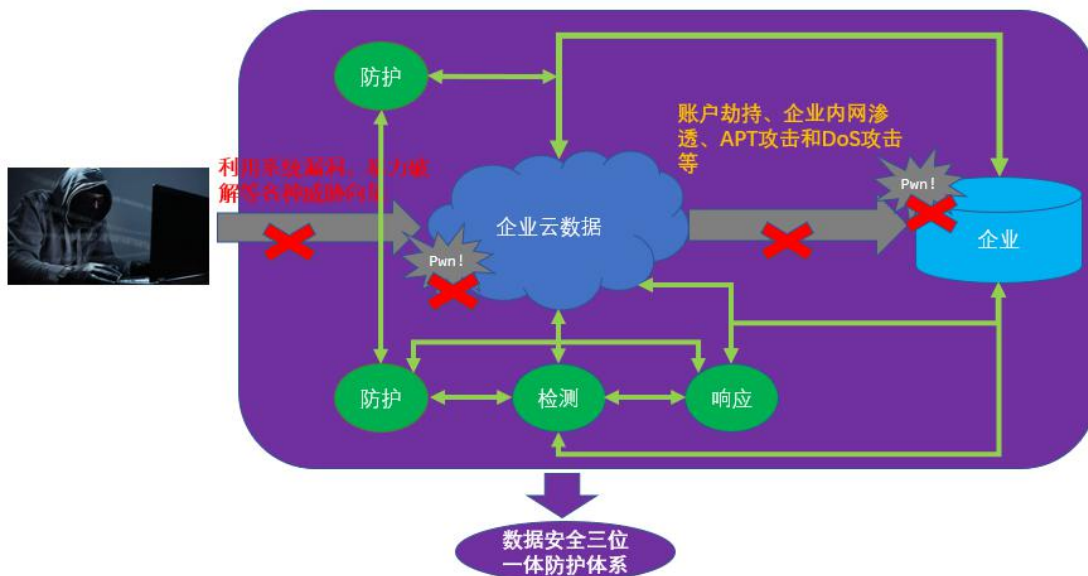 防护
账户劫持、企业内网渗
透、APT攻击和DoS攻击
等
利用系统漏洞、暴力破
解等各种威胁向量
Pwn!
企业云数据
企业
Pwn!
防护
检测
响应
数据安全三位
一体防护体系